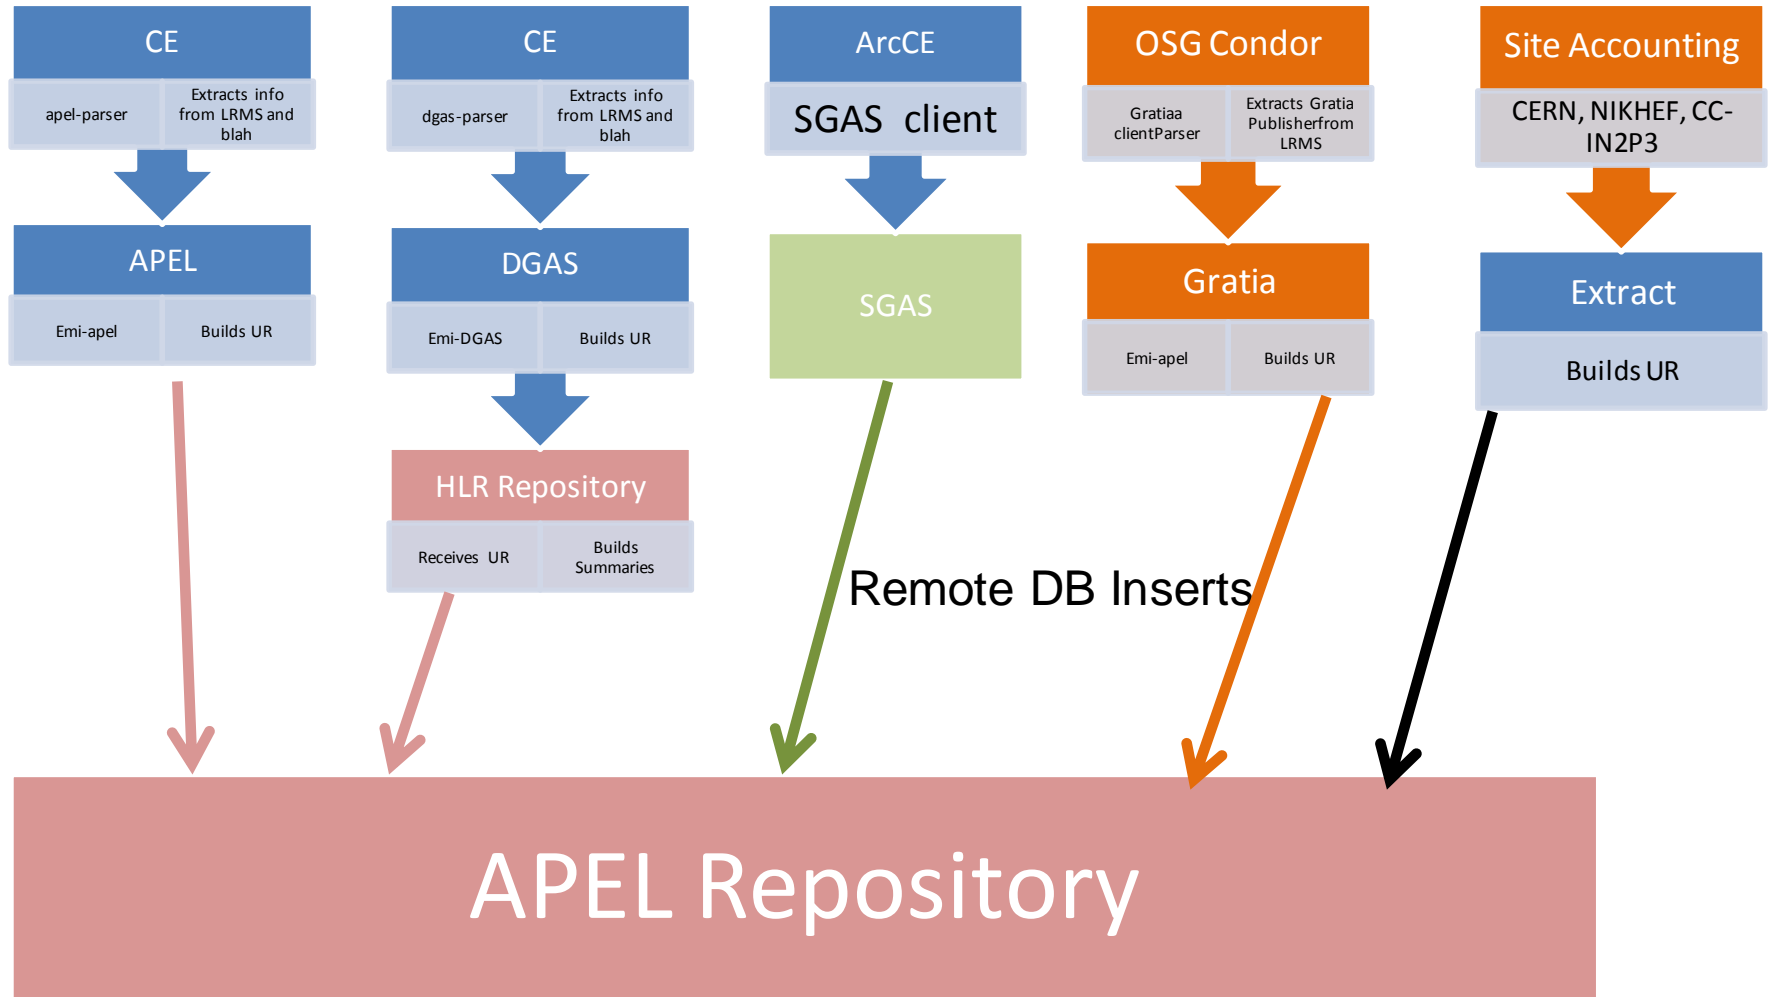 CE
apel-parser
Extracts info
from LRMS and
blah
APEL
Emi-apel
Builds UR
CE
dgas-parser
Extracts info
from LRMS and
blah
DGAS
Emi-DGAS
Builds UR
HLR Repository
Receives UR
Builds
Summaries
ArcCE
SGAS client
SGAS
OSG Condor
Gratiaa
clientParser
Extracts Gratia
Publisherfrom
LRMS
Gratia
Emi-apel
Builds UR
Site Accounting
CERN, NIKHEF, CC-
IN2P3
Extract
Builds UR
Remote DB Inserts
APEL Repository